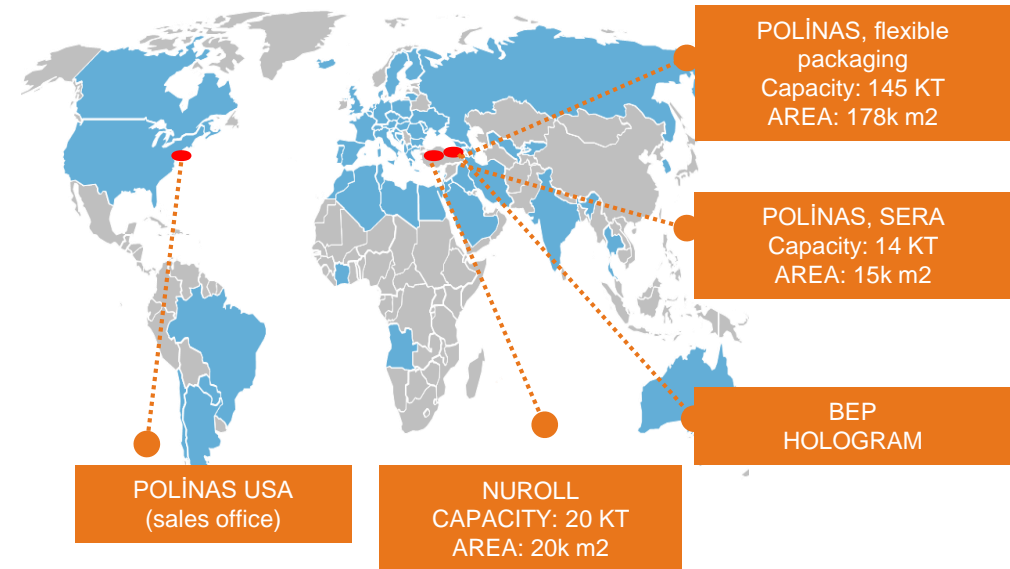 POLİNAS, flexible
packaging
Capacity: 145 KT
AREA: 178k m2
POLİNAS, SERA
Capacity: 14 KT
AREA: 15k m2
BEP
HOLOGRAM
POLİNAS USA
(sales office)
NUROLL
CAPACITY: 20 KT
AREA: 20k m2